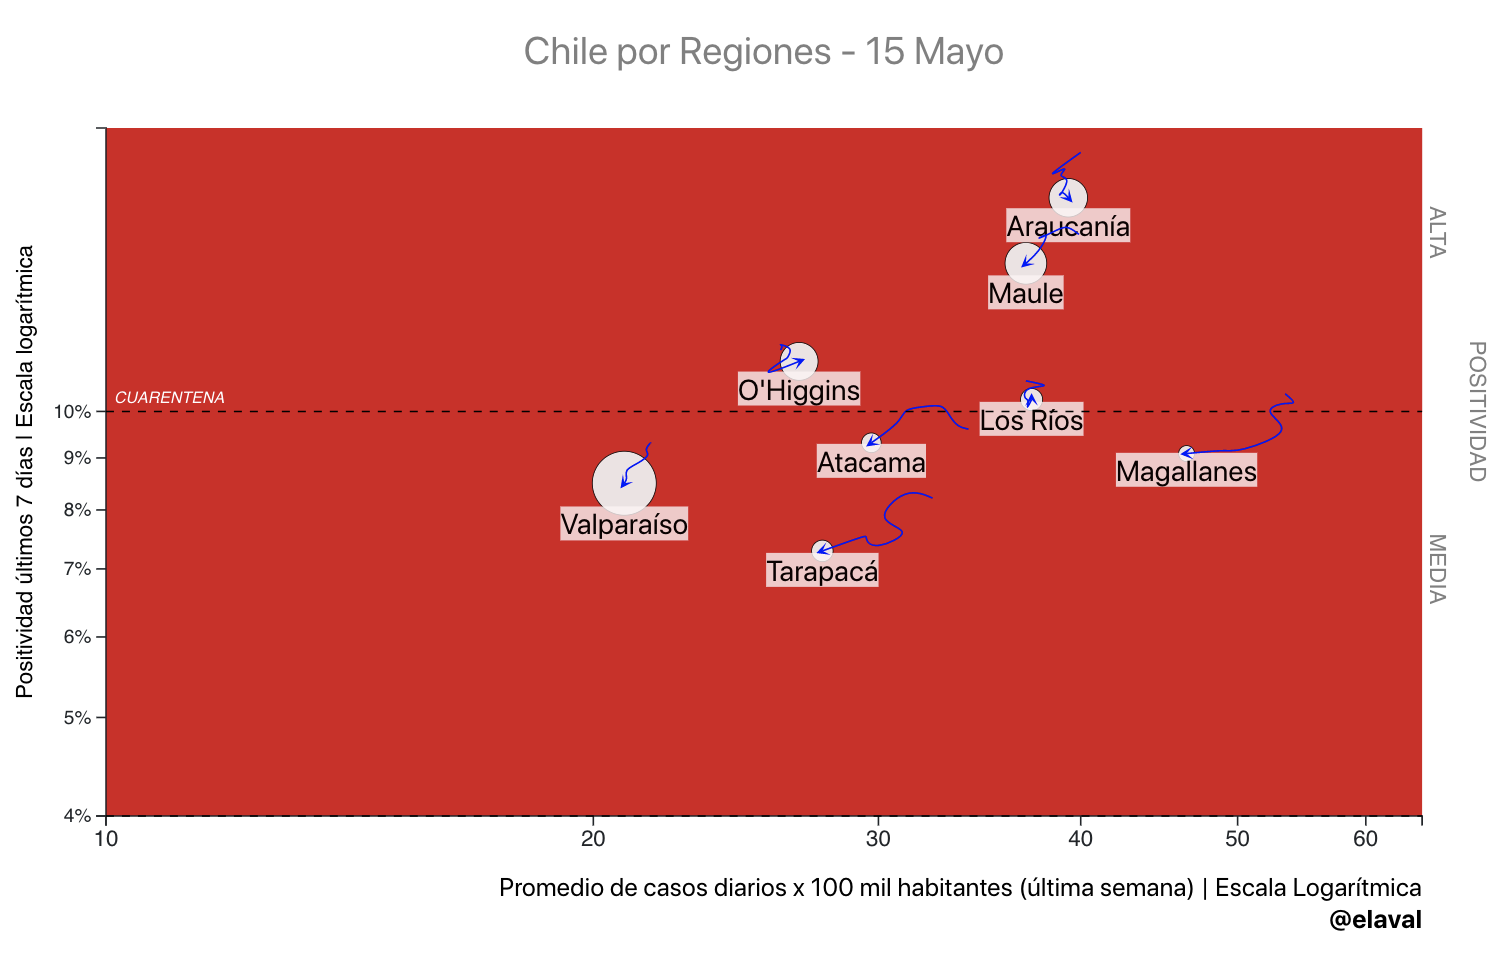 Chile por Regiones - 15 Mayo
ALTA
Araucanía
Maule
Positividad últimos 7 días I Escala logarítmica
POSITIVIDAD
O'Higgins
CUARENTENA
10%
Los Ríos
9%
Atacama
Magallanes
8%
Valparaíso
MEDIA
7%
Tarapacá
6%
5%
4%
10 20 30 40 50 60
Promedio de casos diarios x 100 mil habitantes (última semana) | Escala Logarítmica
@elaval